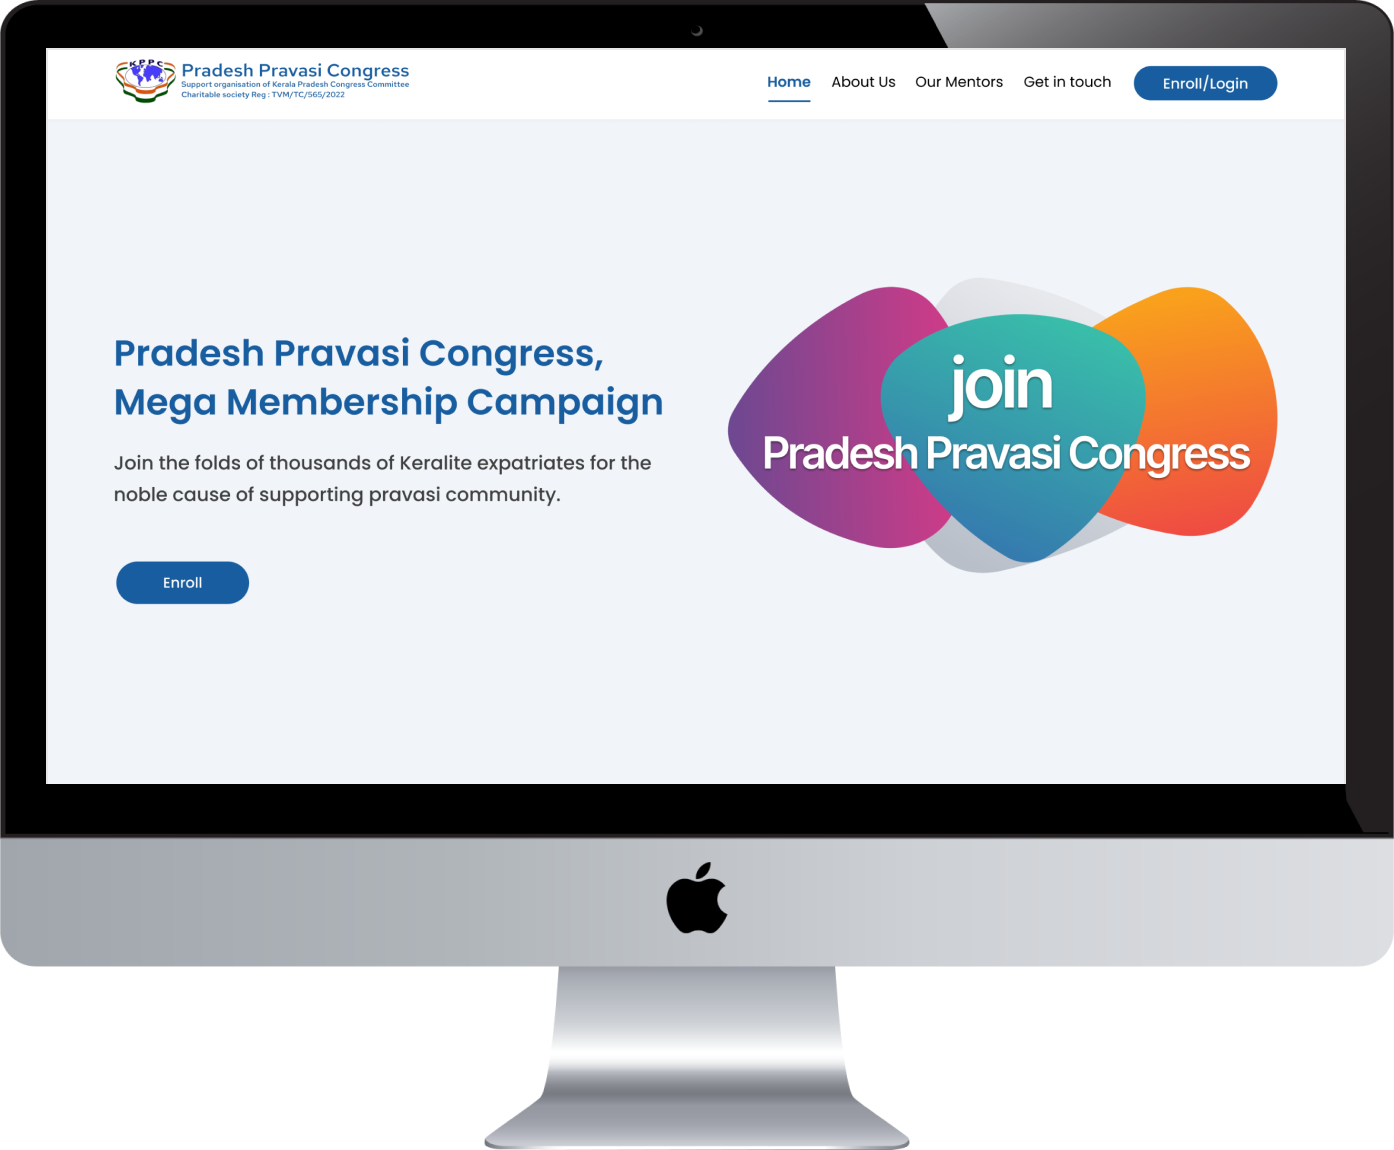 KPPC
Pradesh Pravasi Congress
Support organisation of Kerala Pradesh Congress Committee
Charitable society Reg : TVM/TC/565/2022
Home About Us Our Mentors Get in touch Enroll/Login
Pradesh Pravasi Congress,
Mega Membership Campaign
Join the folds of thousands of Keralite expatriates for the
noble cause of supporting pravasi community.
Enroll
join
Pradesh Pravasi Congress